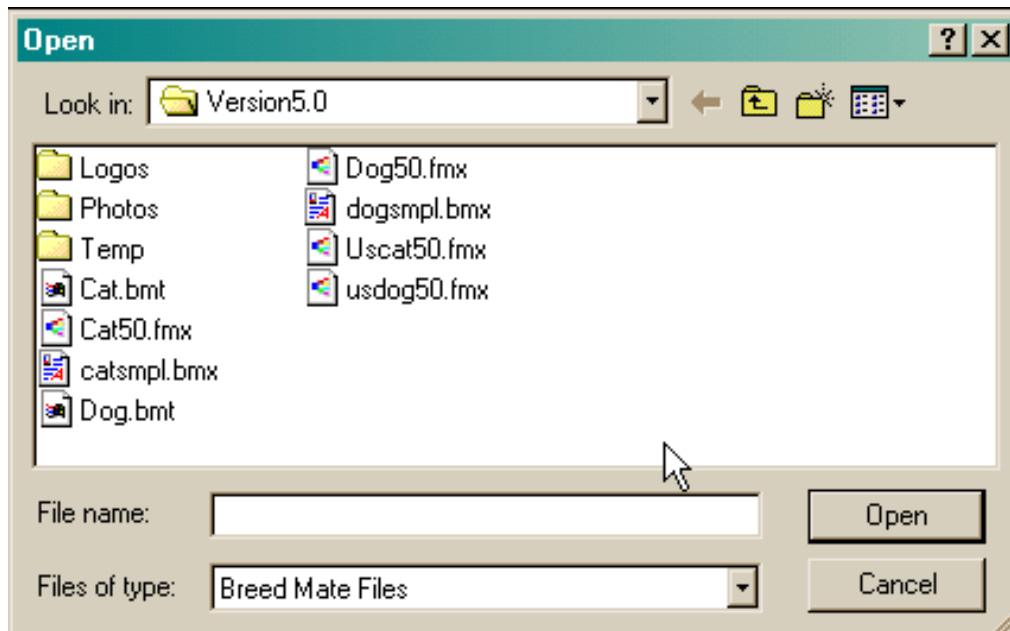 Open
Look in: Version5.0
Logos
Photos
Temp
Cat.bmt
Cat50.fmx
catsmpl.bmx
Dog.bmt
Dog50.fmx
dogsmpl.bmx
Uscat50.fmx
usdog50.fmx
File name:
Open
Files of type: Breed Mate Files
Cancel